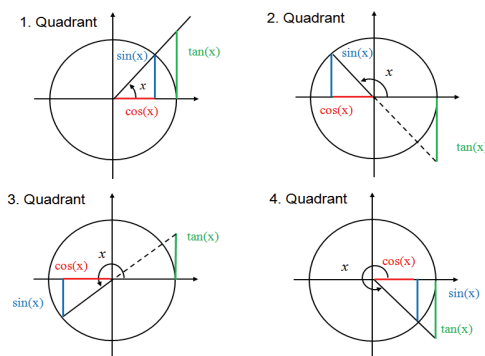 1. Quadrant
sin(x)
tan(x)
x
cos(x)
2. Quadrant
sin(x)
x
cos(x)
tan(x
3. Quadrant
tan(x)
x
cos(x)
sin(x)
4. Quadrant
cos(x)
x
sin(x)
tan(x)